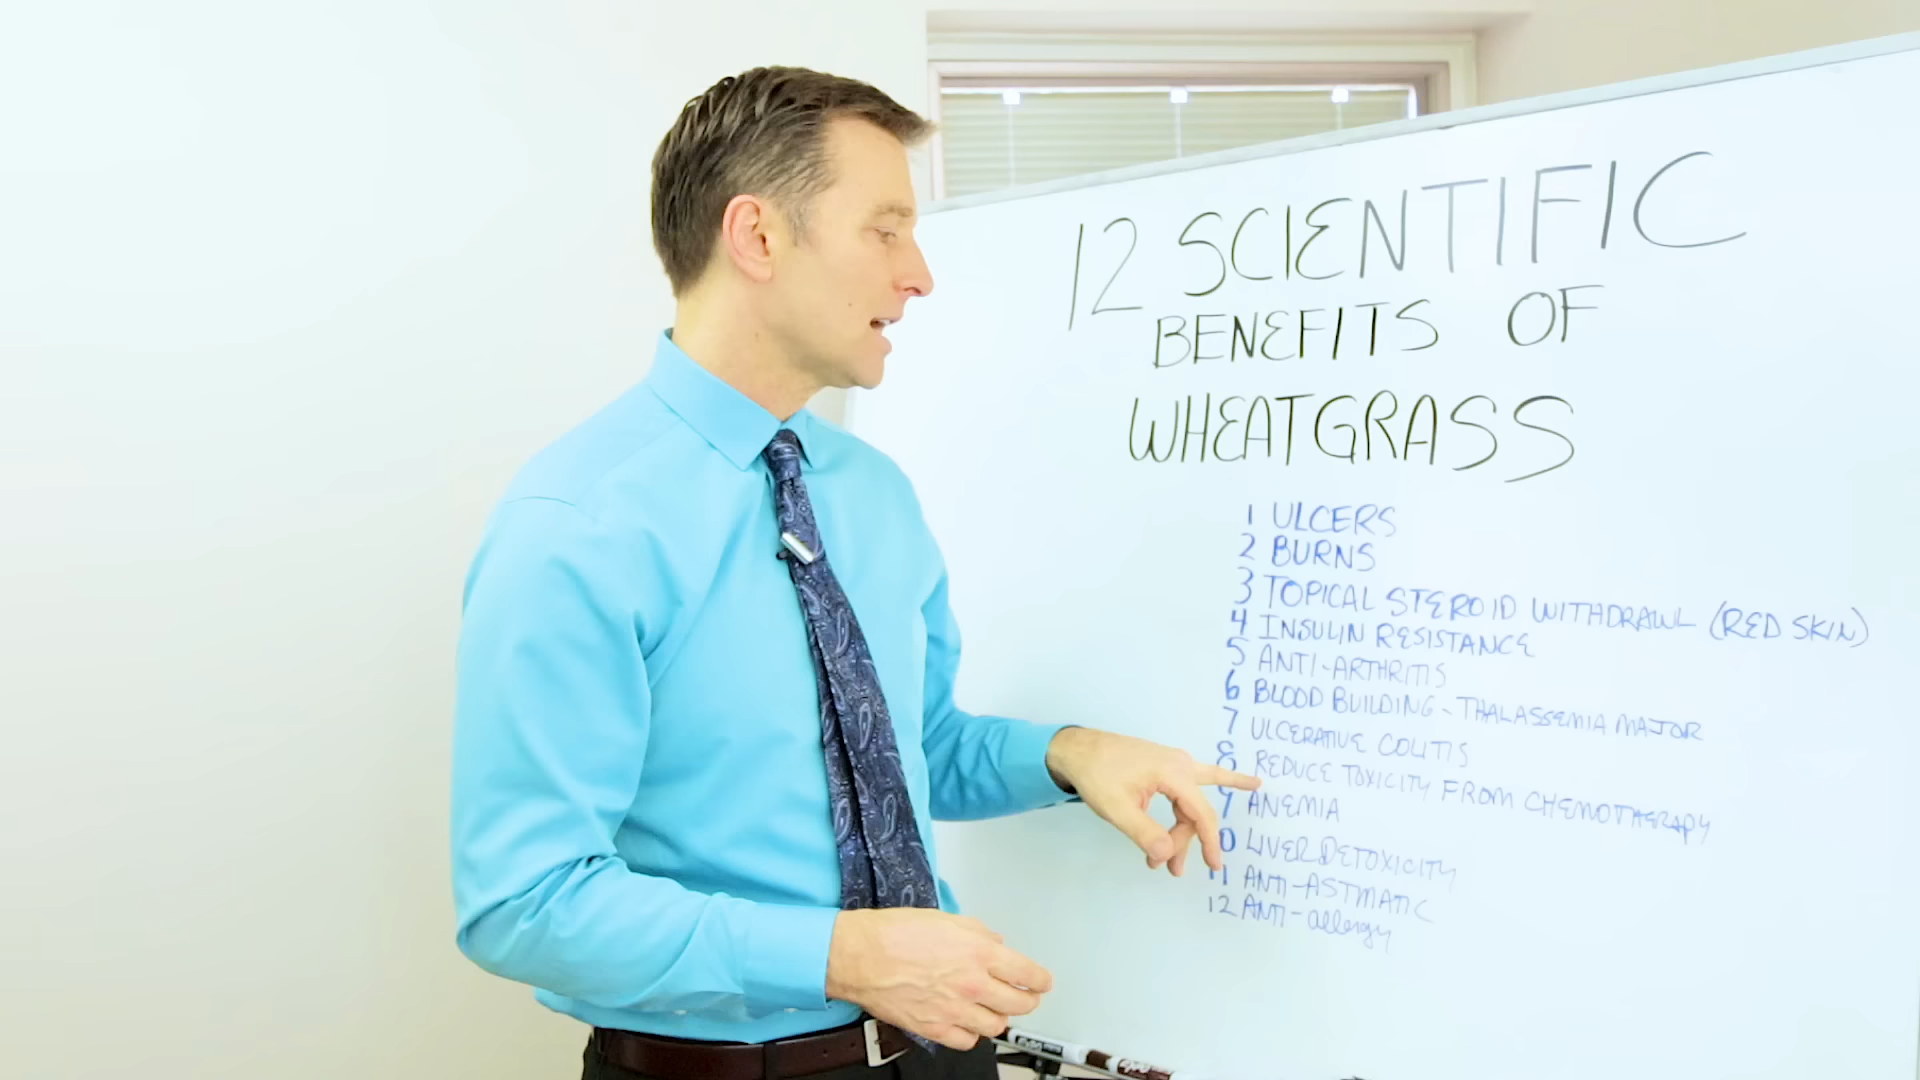 12 SCIENTIFIC
BENEFITS OF
WHEATGRASS
1 ULCERS
2 BURNS
3 TOPICAL STEROID WITHDRAWL (RED SKIN)
4 INSULIN RESISTANCE
5 ANTI-ARTHRITIS
6 BLOOD BUILDING - THALASSEMIA MAJOR
7 ULCERATIVE COLITIS
8 REDUCE TOXICITY FROM CHEMOTHERAPY
9 ANEMIA
0 LIVER DETOXICITY
11 ANTI-ASTMATIC
12 ANTI-allergy